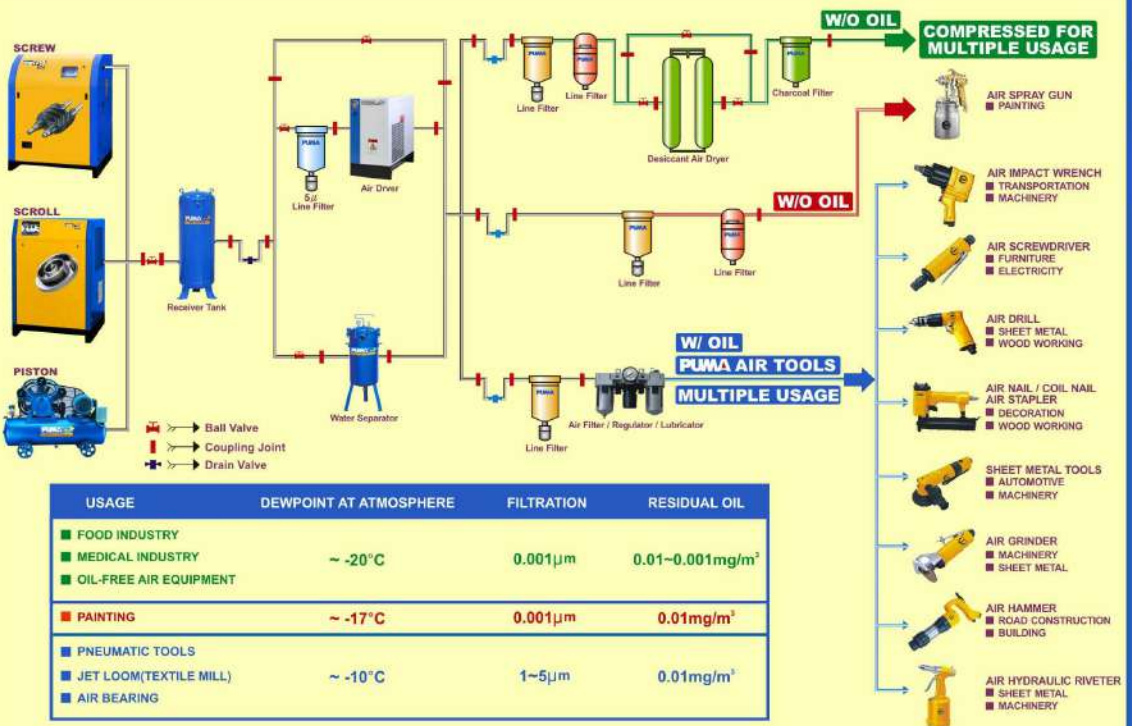 SCREW
SCROLL
PISTON
Receiver Tank
5μ
Line Filter
Air Dryer
PUMA
Water Separator
Ball Valve
Coupling Joint
Drain Valve
Line Filter
Line Filter
Desiccant Air Dryer
Charcoal Filter
W/O OIL
COMPRESSED FOR
MULTIPLE USAGE
Line Filter
Line Filter
W/O OIL
Line Filter
Air Filter / Regulator / Lubricator
W/ OIL
PUMA AIR TOOLS
MULTIPLE USAGE
AIR SPRAY GUN
■ PAINTING
AIR IMPACT WRENCH
■ TRANSPORTATION
■ MACHINERY
AIR SCREWDRIVER
■ FURNITURE
■ ELECTRICITY
AIR DRILL
■ SHEET METAL
■ WOOD WORKING
AIR NAIL / COIL NAIL
AIR STAPLER
■ DECORATION
■ WOOD WORKING
SHEET METAL TOOLS
■ AUTOMOTIVE
■ MACHINERY
AIR GRINDER
■ MACHINERY
■ SHEET METAL
AIR HAMMER
■ ROAD CONSTRUCTION
■ BUILDING
AIR HYDRAULIC RIVETER
■ SHEET METAL
■ MACHINERY
USAGE DEWPOINT AT ATMOSPHERE FILTRATION RESIDUAL OIL
■ FOOD INDUSTRY
■ MEDICAL INDUSTRY ~ -20°C 0.001μm 0.01~0.001mg/m³
■ OIL-FREE AIR EQUIPMENT
■ PAINTING ~ -17°C 0.001μm 0.01mg/m³
■ PNEUMATIC TOOLS
■ JET LOOM(TEXTILE MILL) ~ -10°C 1~5μm 0.01mg/m³
■ AIR BEARING